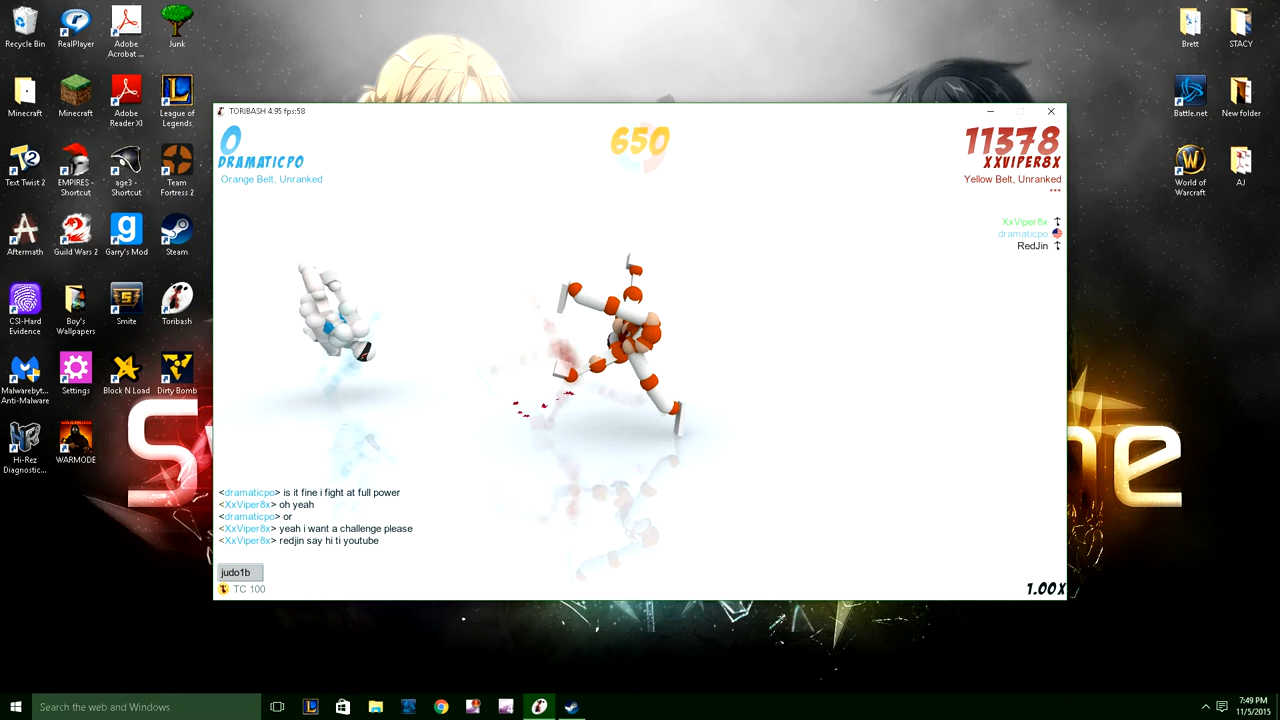 Recycle Bin
RealPlayer
Adobe
Acrobat ...
Junk
Brett
STACY
Minecraft
Minecraft
Adobe
Reader XI
League of
Legends
Battle.net
New folder
Text Twist 2
EMPIRES -
Shortcut
age3 -
Shortcut
Team
Fortress 2
World of
Warcraft
AJ
Aftermath
Guild Wars 2
Garry's Mod
Steam
CSI-Hard
Evidence
Boy's
Wallpapers
Smite
Toribash
Malwareby t...
Anti-Malware
Settings
Block N Load
Dirty Bomb
Hi-Rez
Diagnostic...
WARMODE
TORIBASH 4.95 fps:58
0
DRAMATICPO
Orange Belt, Unranked
650
11378
XXVIPER8X
Yellow Belt, Unranked
***
XxViper8x
dramaticpo
RedJin
<dramaticpo> is it fine i fight at full power
<XxViper8x> oh yeah
<dramaticpo> or
<XxViper8x> yeah i want a challenge please
<XxViper8x> redjin say hi ti youtube
judo1b
TC 100
1.00X
Search the web and Windows
7:49 PM
11/5/2015